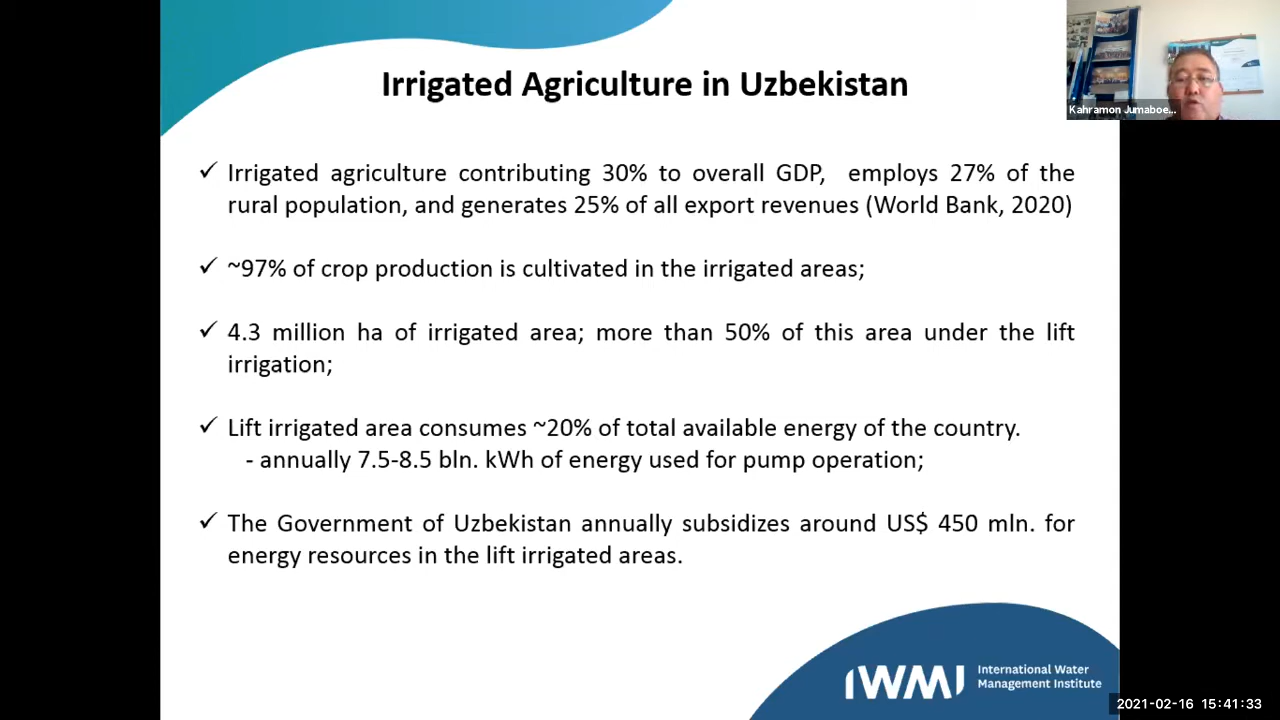 Irrigated Agriculture in Uzbekistan
Kahramon Jumaboe...
✓ Irrigated agriculture contributing 30% to overall GDP, employs 27% of the
rural population, and generates 25% of all export revenues (World Bank, 2020)
✓ ~97% of crop production is cultivated in the irrigated areas;
✓ 4.3 million ha of irrigated area; more than 50% of this area under the lift
irrigation;
✓ Lift irrigated area consumes ~20% of total available energy of the country.
- annually 7.5-8.5 bln. kWh of energy used for pump operation;
✓ The Government of Uzbekistan annually subsidizes around US$ 450 mln. for
energy resources in the lift irrigated areas.
IWMI
International Water
Management Institute
2021-02-16 15:41:33